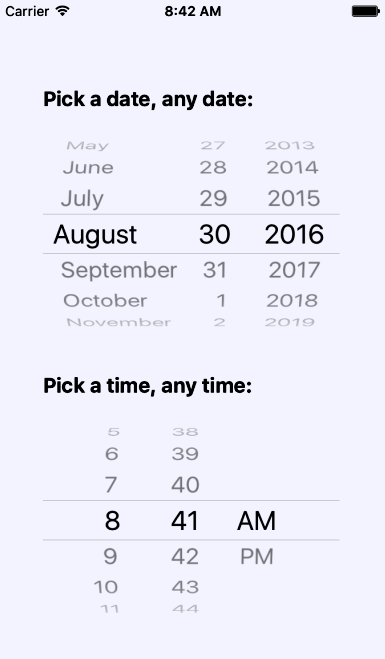 Carrier 8:42 AM
Pick a date, any date:
May 27 2013
June 28 2014
July 29 2015
August 30 2016
September 31 2017
October 1 2018
November 2 2019
Pick a time, any time:
5 38
6 39
7 40
8 41 AM
9 42 PM
10 43
11 44